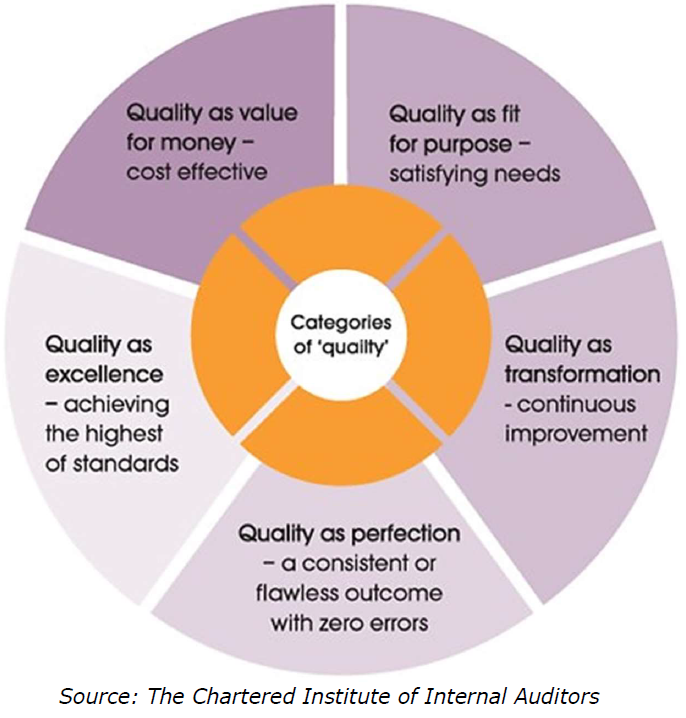 Quality as value
for money –
cost effective
Quality as fit
for purpose –
satisfying needs
Categories
of ‘quailty’
Quality as
excellence
– achieving
the highest
of standards
Quality as
transformation
- continuous
improvement
Quality as perfection
– a consistent or
flawless outcome
with zero errors
Source: The Chartered Institute of Internal Auditors